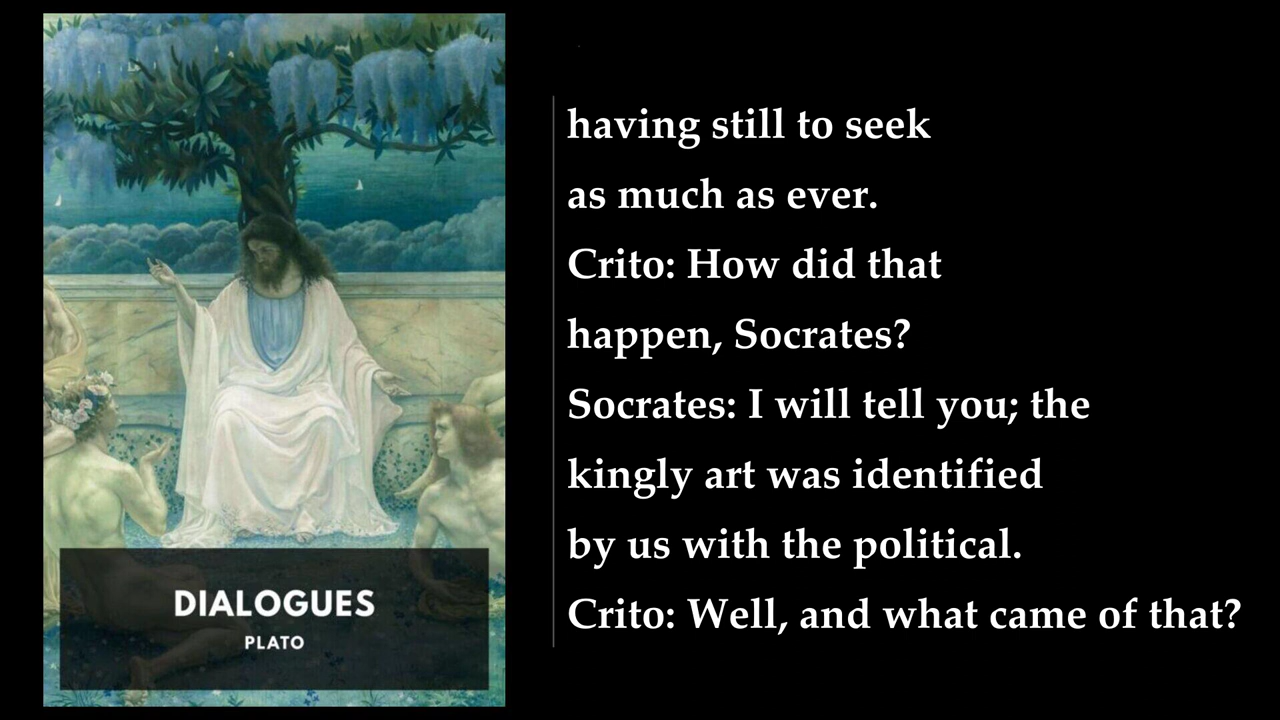 DIALOGUES
PLATO
having still to seek
as much as ever.
Crito: How did that
happen, Socrates?
Socrates: I will tell you; the
kingly art was identified
by us with the political.
Crito: Well, and what came of that?